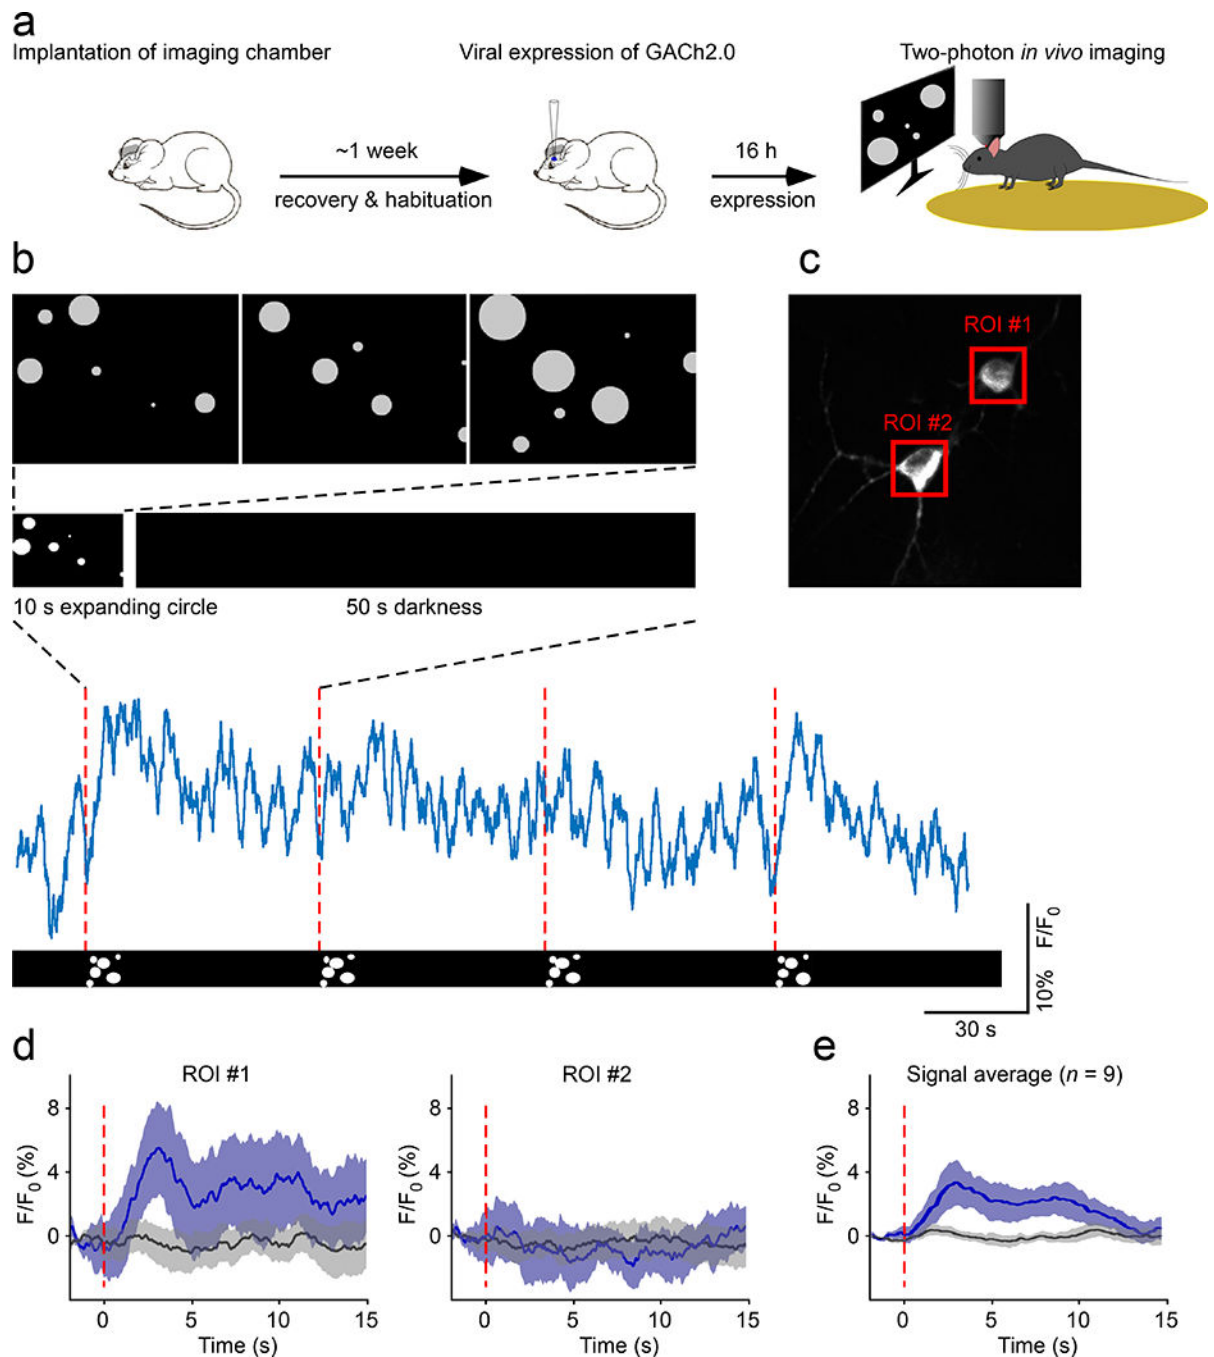 a
Implantation of imaging chamber
Viral expression of GACh2.0
Two-photon in vivo imaging
~1 week
recovery & habituation
16 h
expression
b
c
ROI #1
ROI #2
10 s expanding circle
50 s darkness
10% F/F0
30 s
d
ROI #1
F/F0 (%)
8
4
0
0 5 10 15
Time (s)
ROI #2
F/F0 (%)
8
4
0
0 5 10 15
Time (s)
e
Signal average (n = 9)
F/F0 (%)
8
4
0
0 5 10 15
Time (s)